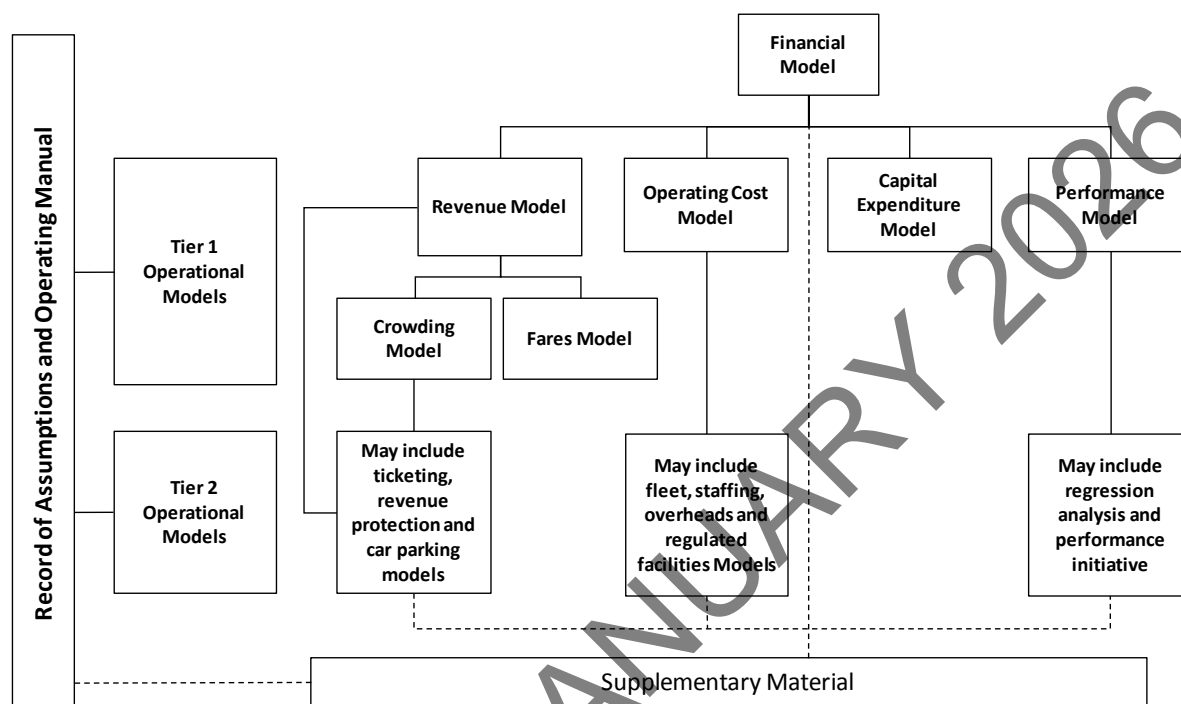 Financial
Model
Record of Assumptions and Operating Manual
Tier 1
Operational
Models
Revenue Model
Operating Cost
Model
Capital
Expenditure
Model
Performance
Model
Crowding
Model
Fares Model
Tier 2
Operational
Models
May include
ticketing,
revenue
protection and
car parking
models
May include
fleet, staffing,
overheads and
regulated
facilities Models
May include
regression
analysis and
performance
initiative
Supplementary Material
ANUARY 2026